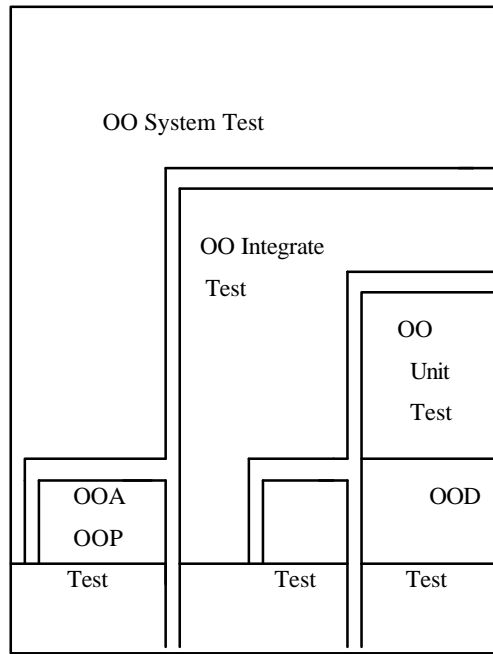 OO System Test
OO Integrate
Test
OO
Unit
Test
OOA
OOD
OOP
Test
Test
Test